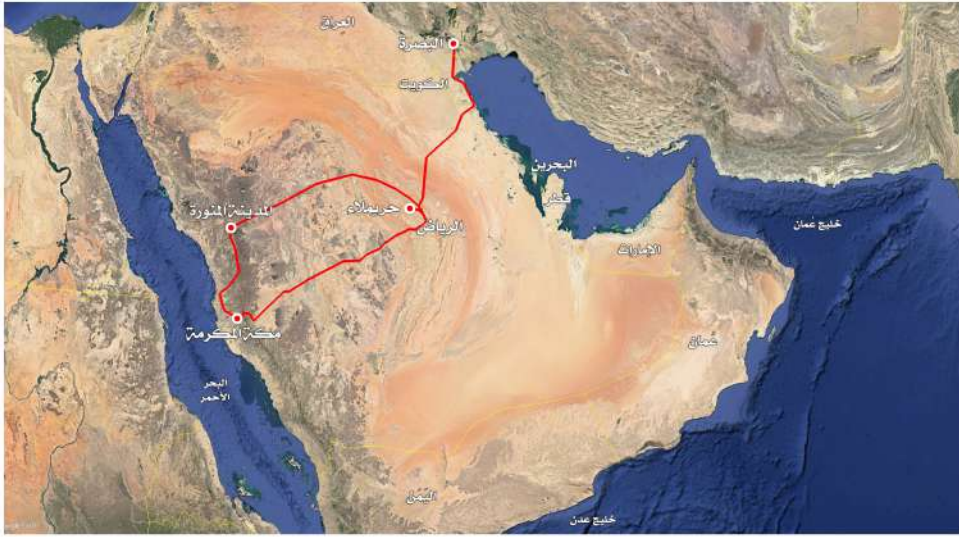 العراق
البصرة
الكويت
البحرين
قطر
حريملاء
المدينة المنورة
الرياض
خليج عمان
الإمارات
مكة المكرمة
عمان
البحر
الأحمر
اليمن
خليج عدن